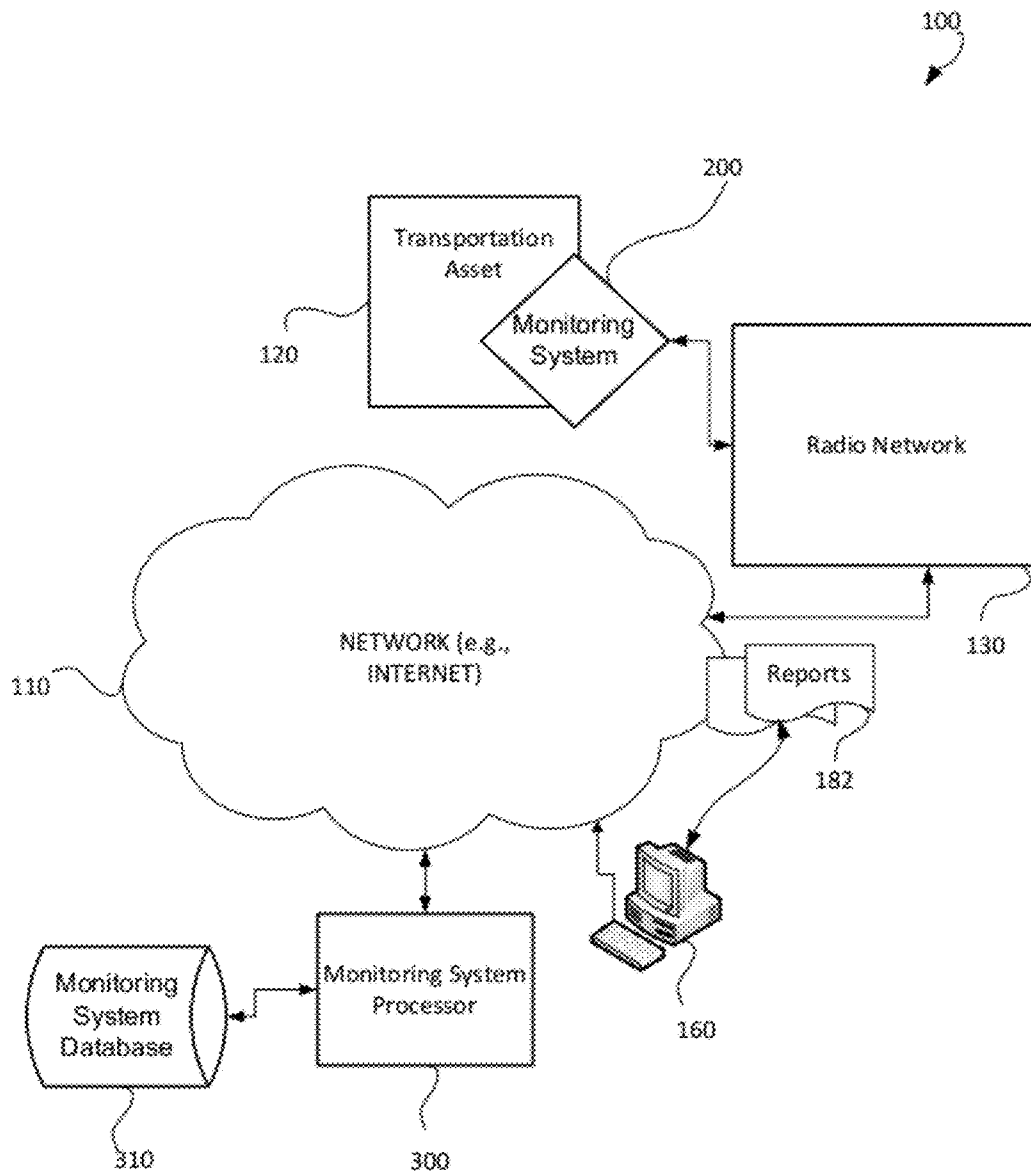 100
200
Transportation
Asset
Monitoring
System
120
Radio Network
130
NETWORK (e.g.,
INTERNET)
110
Reports
182
Monitoring System
Processor
Monitoring
System
Database
160
310
300